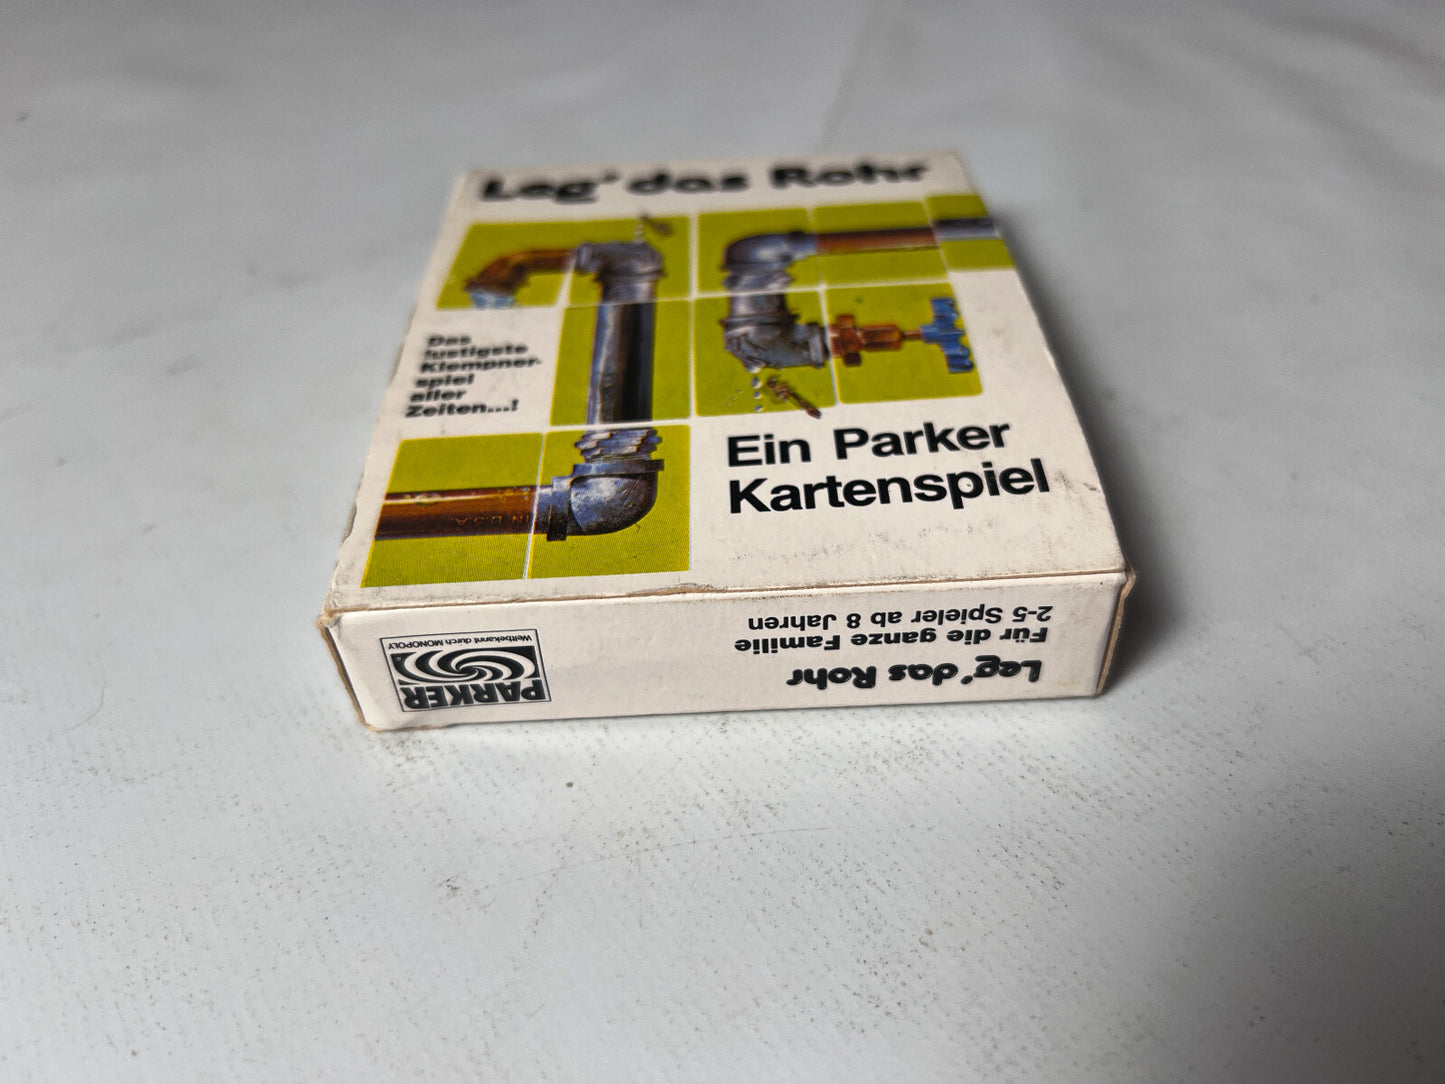 Leg' das Rohr
Das
lustigste
Klempner-
spiel
aller
Zeiten...!
Ein Parker
Kartenspiel
IN U.S.A.
Leg' das Rohr
Für die ganze Familie
2-5 Spieler ab 8 Jahren
PARKER
Weltbekannt durch MONOPOLY